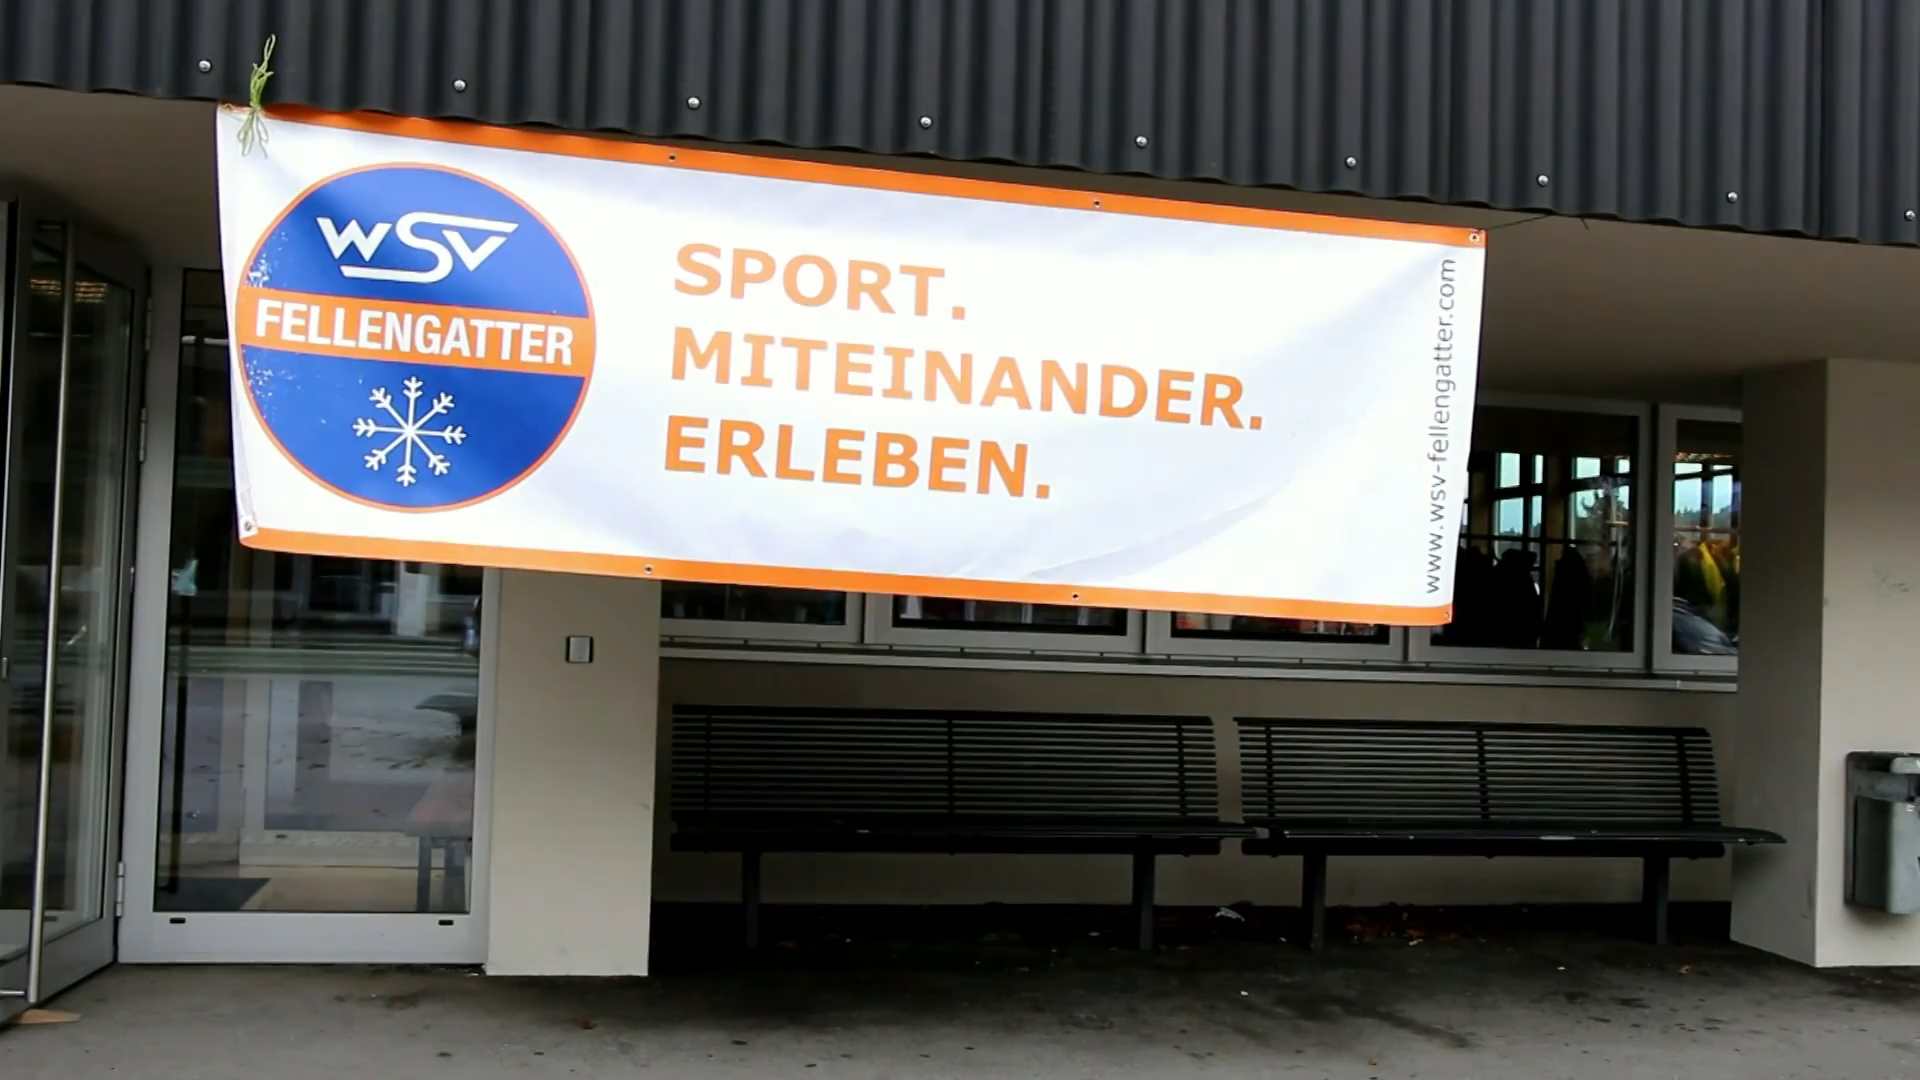 WSV
FELLENGATTER
SPORT.
MITEINANDER.
ERLEBEN.
www.wsv-fellengatter.com